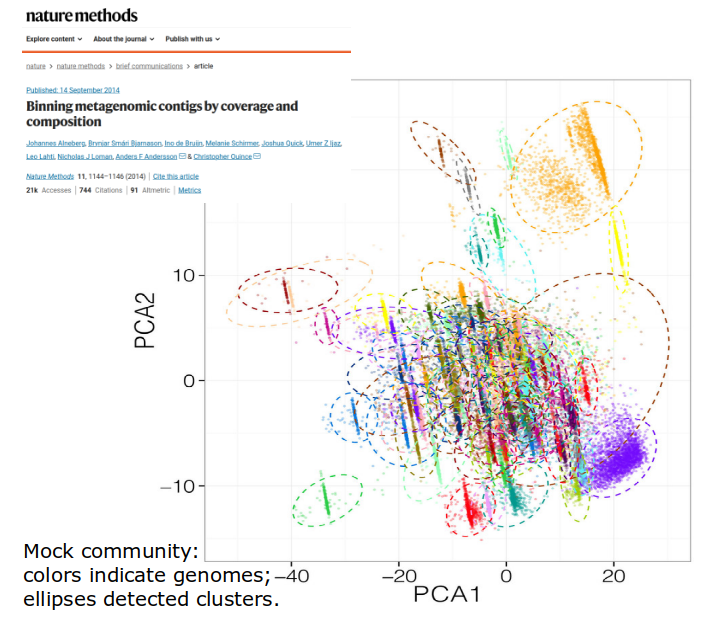 nature methods
Explore content
About the journal
Publish with us
nature > nature methods > brief communications > article
Published: 14 September 2014
Binning metagenomic contigs by coverage and
composition
Johannes Alneberg, Brynjar Smári Bjarnason, Ino de Bruijn, Melanie Schirmer, Joshua Quick, Umer Z Ijaz,
Leo Lahti, Nicholas J Loman, Anders F Andersson & Christopher Quince
Nature Methods 11, 1144–1146 (2014) | Cite this article
21k Accesses | 744 Citations | 91 Altmetric | Metrics
PCA2
10
0
−10
−40
−20
0
20
PCA1
Mock community:
colors indicate genomes;
ellipses detected clusters.